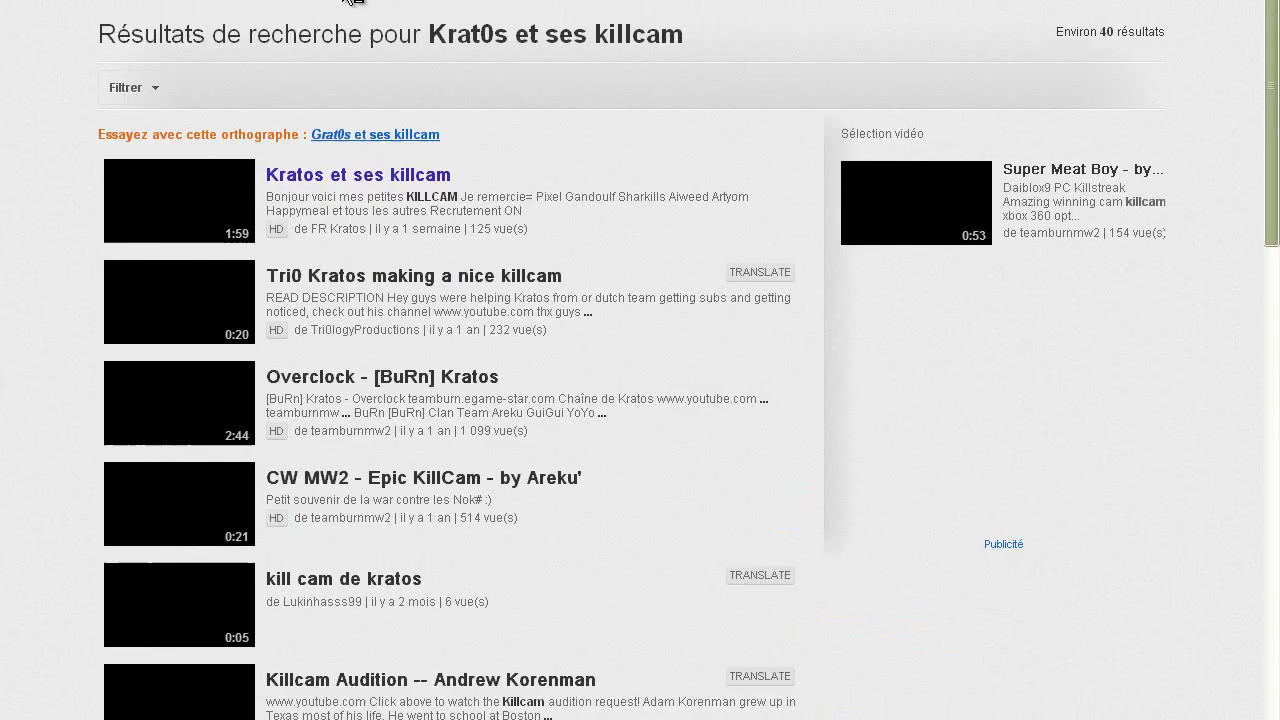 Résultats de recherche pour Krat0s et ses killcam
Environ 40 résultats
Filtrer
Essayez avec cette orthographe : Grat0s et ses killcam
1:59
Kratos et ses killcam
Bonjour voici mes petites KILLCAM Je remercie= Pixel Gandoulf Sharkills Aiweed Artyom
Happymeal et tous les autres Recrutement ON
HD de FR Kratos | il y a 1 semaine | 125 vue(s)
0:20
Tri0 Kratos making a nice killcam
TRANSLATE
READ DESCRIPTION Hey guys were helping Kratos from or dutch team getting subs and getting
noticed, check out his channel www.youtube.com thx guys ...
HD de Tri0logyProductions | il y a 1 an | 232 vue(s)
2:44
Overclock - [BuRn] Kratos
[BuRn] Kratos - Overclock teamburn.egame-star.com Chaîne de Kratos www.youtube.com ...
teamburnmw ... BuRn [BuRn] Clan Team Areku GuiGui YoYo ...
HD de teamburnmw2 | il y a 1 an | 1 099 vue(s)
0:21
CW MW2 - Epic KillCam - by Areku'
Petit souvenir de la war contre les Nok# :)
HD de teamburnmw2 | il y a 1 an | 514 vue(s)
0:05
kill cam de kratos
TRANSLATE
de Lukinhasss99 | il y a 2 mois | 6 vue(s)
Killcam Audition -- Andrew Korenman
TRANSLATE
www.youtube.com Click above to watch the Killcam audition request! Adam Korenman grew up in
Texas most of his life. He went to school at Boston ...
Sélection vidéo
0:53
Super Meat Boy - by...
Daiblox9 PC Killstreak
Amazing winning cam killcam
xbox 360 opt...
de teamburnmw2 | 154 vue(s)
Publicité